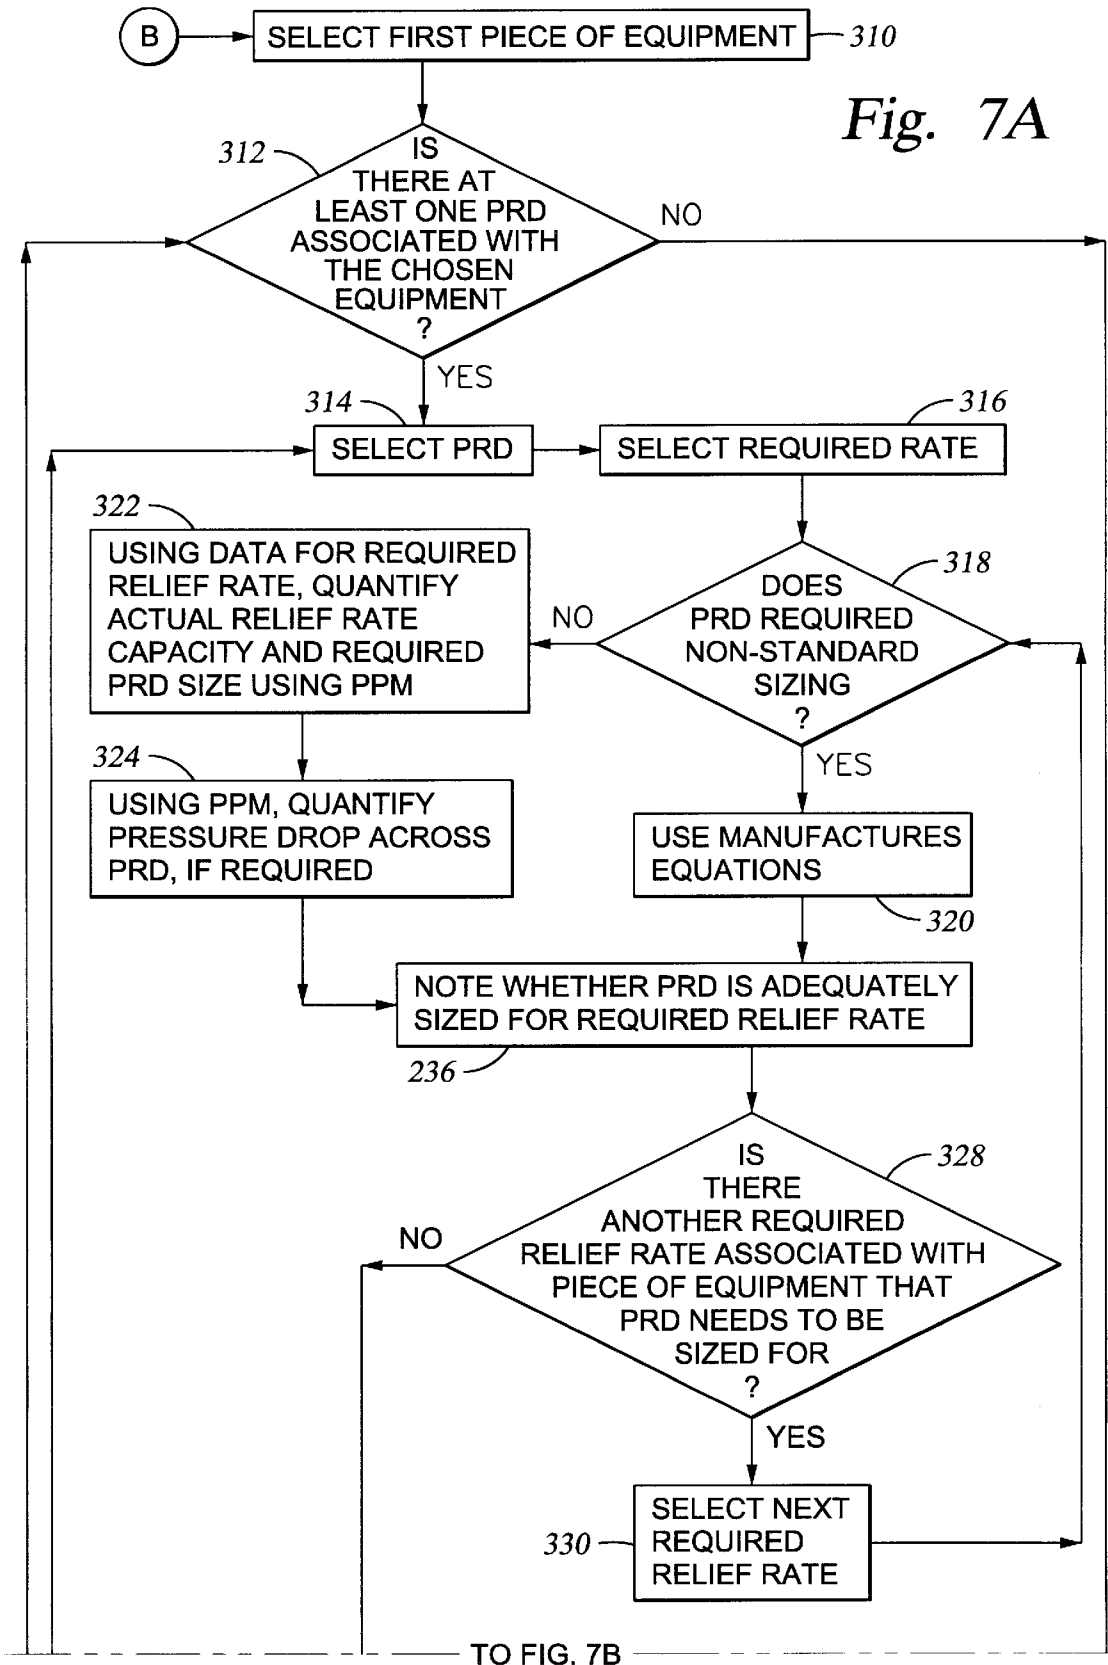 B
SELECT FIRST PIECE OF EQUIPMENT
310
Fig. 7A
312
IS
THERE AT
LEAST ONE PRD
ASSOCIATED WITH
THE CHOSEN
EQUIPMENT
?
NO
YES
314
SELECT PRD
316
SELECT REQUIRED RATE
322
USING DATA FOR REQUIRED
RELIEF RATE, QUANTIFY
ACTUAL RELIEF RATE
CAPACITY AND REQUIRED
PRD SIZE USING PPM
NO
318
DOES
PRD REQUIRED
NON-STANDARD
SIZING
?
YES
324
USING PPM, QUANTIFY
PRESSURE DROP ACROSS
PRD, IF REQUIRED
USE MANUFACTURES
EQUATIONS
320
NOTE WHETHER PRD IS ADEQUATELY
SIZED FOR REQUIRED RELIEF RATE
236
328
IS
THERE
ANOTHER REQUIRED
RELIEF RATE ASSOCIATED WITH
PIECE OF EQUIPMENT THAT
PRD NEEDS TO BE
SIZED FOR
?
NO
YES
330
SELECT NEXT
REQUIRED
RELIEF RATE
TO FIG. 7B